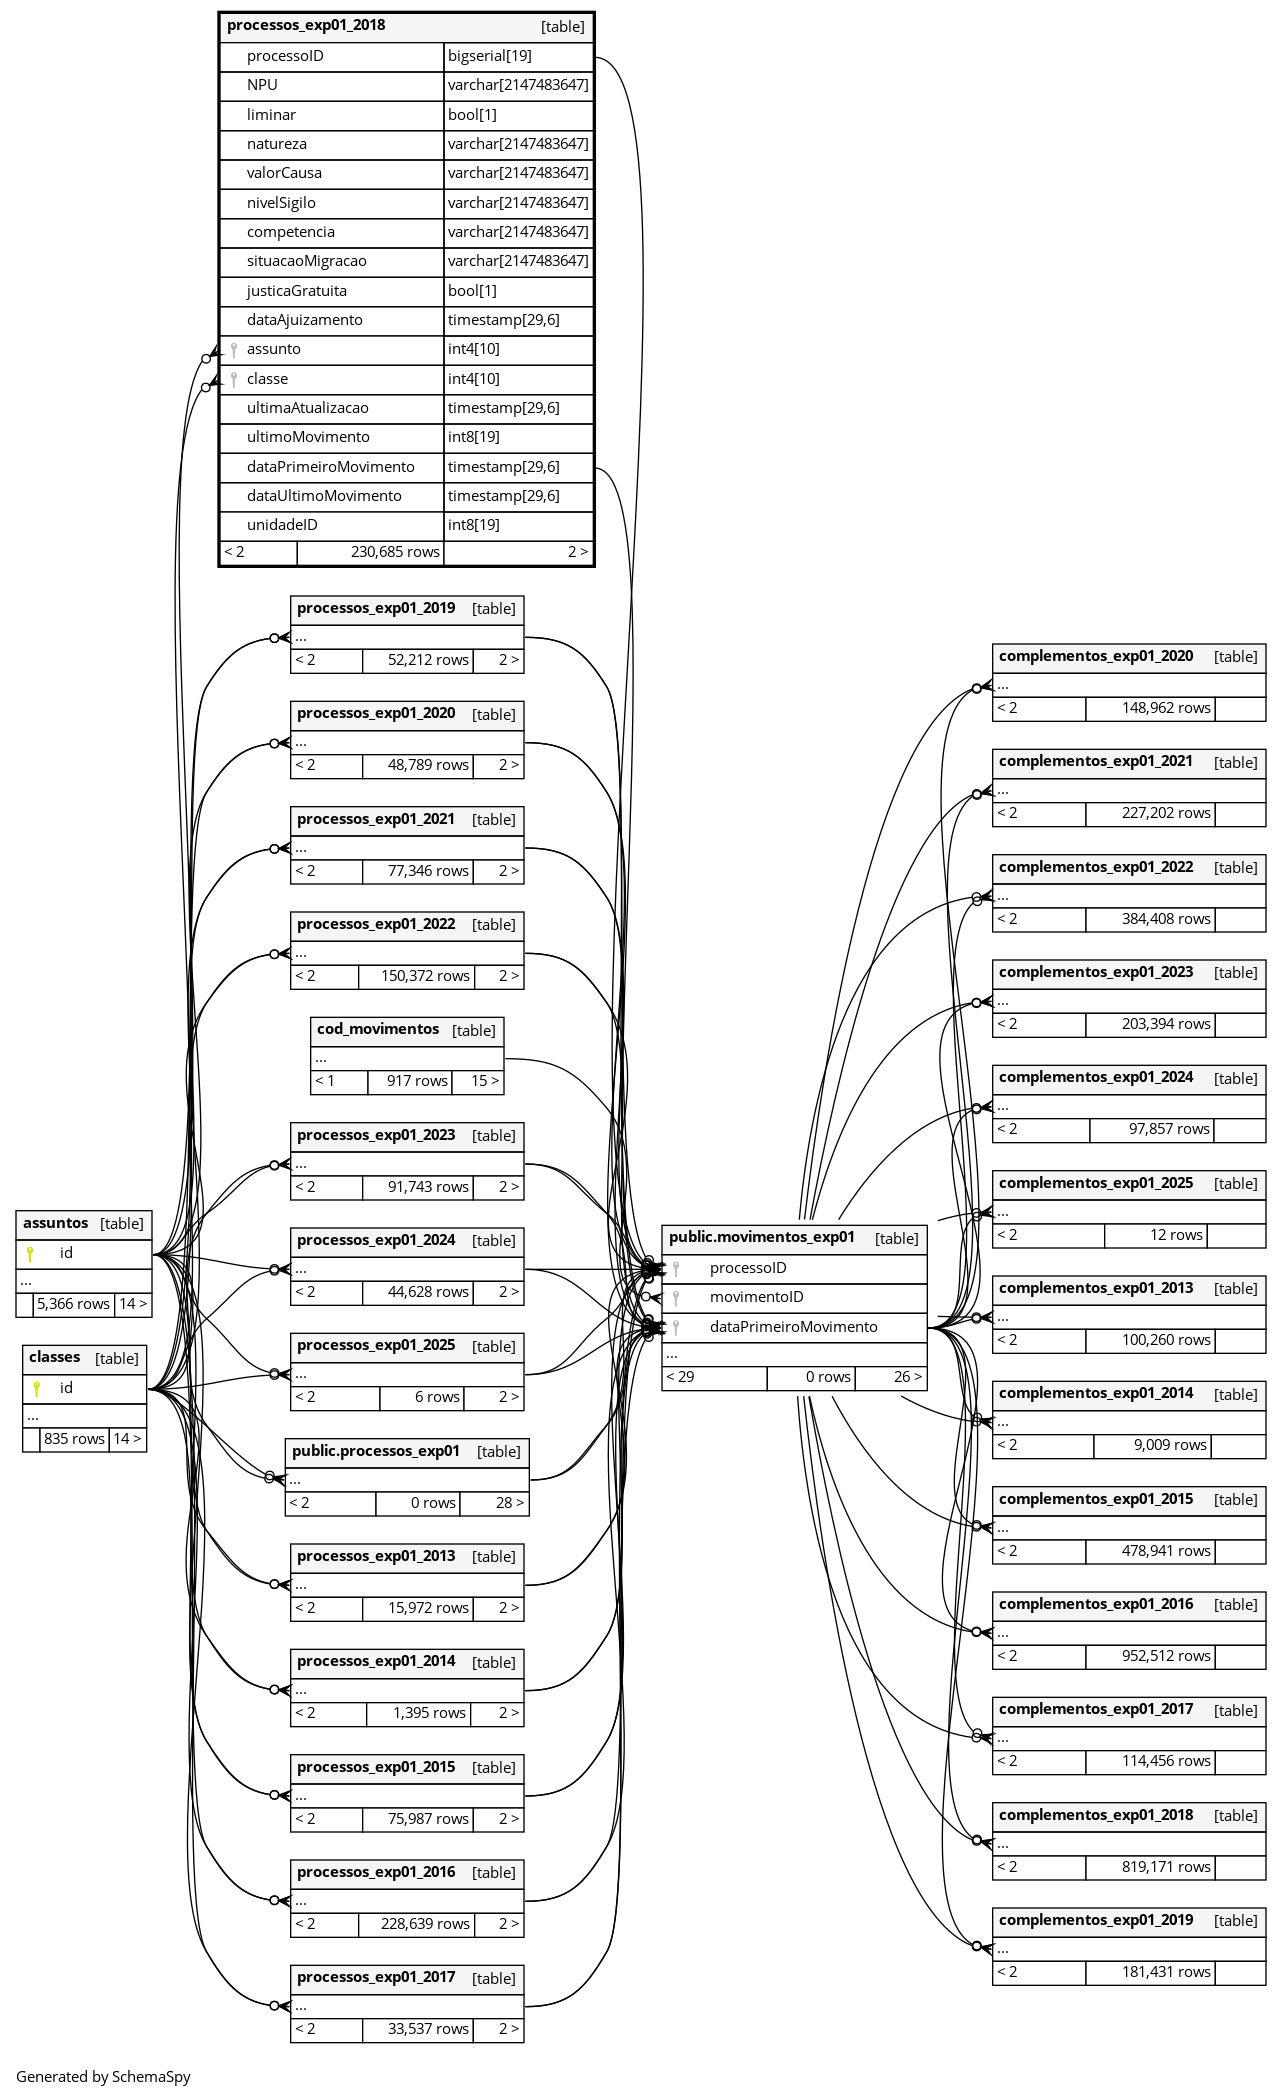 processos_exp01_2018 [table]
processoID bigserial[19]
NPU varchar[2147483647]
liminar bool[1]
natureza varchar[2147483647]
valorCausa varchar[2147483647]
nivelSigilo varchar[2147483647]
competencia varchar[2147483647]
situacaoMigracao varchar[2147483647]
justicaGratuita bool[1]
dataAjuizamento timestamp[29,6]
assunto int4[10]
classe int4[10]
ultimaAtualizacao timestamp[29,6]
ultimoMovimento int8[19]
dataPrimeiroMovimento timestamp[29,6]
dataUltimoMovimento timestamp[29,6]
unidadeID int8[19]
< 2 230,685 rows 2 >
processos_exp01_2019 [table]
...
< 2 52,212 rows 2 >
processos_exp01_2020 [table]
...
< 2 48,789 rows 2 >
processos_exp01_2021 [table]
...
< 2 77,346 rows 2 >
processos_exp01_2022 [table]
...
< 2 150,372 rows 2 >
cod_movimentos [table]
...
< 1 917 rows 15 >
processos_exp01_2023 [table]
...
< 2 91,743 rows 2 >
processos_exp01_2024 [table]
...
< 2 44,628 rows 2 >
processos_exp01_2025 [table]
...
< 2 6 rows 2 >
public.processos_exp01 [table]
...
< 2 0 rows 28 >
processos_exp01_2013 [table]
...
< 2 15,972 rows 2 >
processos_exp01_2014 [table]
...
< 2 1,395 rows 2 >
processos_exp01_2015 [table]
...
< 2 75,987 rows 2 >
processos_exp01_2016 [table]
...
< 2 228,639 rows 2 >
processos_exp01_2017 [table]
...
< 2 33,537 rows 2 >
assuntos [table]
id
...
5,366 rows 14 >
classes [table]
id
...
835 rows 14 >
public.movimentos_exp01 [table]
processoID
movimentoID
dataPrimeiroMovimento
...
< 29 0 rows 26 >
complementos_exp01_2020 [table]
...
< 2 148,962 rows
complementos_exp01_2021 [table]
...
< 2 227,202 rows
complementos_exp01_2022 [table]
...
< 2 384,408 rows
complementos_exp01_2023 [table]
...
< 2 203,394 rows
complementos_exp01_2024 [table]
...
< 2 97,857 rows
complementos_exp01_2025 [table]
...
< 2 12 rows
complementos_exp01_2013 [table]
...
< 2 100,260 rows
complementos_exp01_2014 [table]
...
< 2 9,009 rows
complementos_exp01_2015 [table]
...
< 2 478,941 rows
complementos_exp01_2016 [table]
...
< 2 952,512 rows
complementos_exp01_2017 [table]
...
< 2 114,456 rows
complementos_exp01_2018 [table]
...
< 2 819,171 rows
complementos_exp01_2019 [table]
...
< 2 181,431 rows
Generated by SchemaSpy